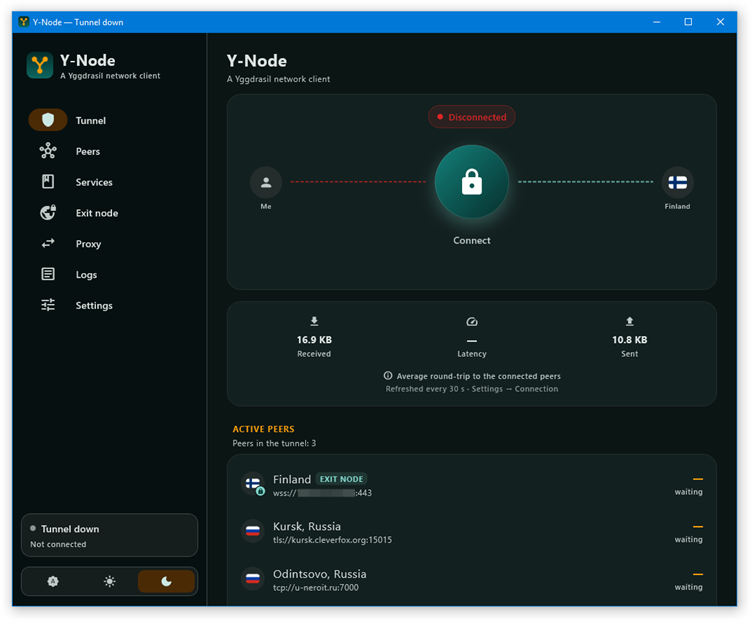 Y-Node — Tunnel down
Y-Node
A Yggdrasil network client
Tunnel
Peers
Services
Exit node
Proxy
Logs
Settings
Tunnel down
Not connected
A
Y-Node
A Yggdrasil network client
Disconnected
Me
Finland
Connect
16.9 KB
Received
—
Latency
10.8 KB
Sent
Average round-trip to the connected peers
Refreshed every 30 s · Settings → Connection
ACTIVE PEERS
Peers in the tunnel: 3
Finland EXIT NODE
wss:// :443
—
waiting
Kursk, Russia
tls://kursk.cleverfox.org:15015
—
waiting
Odintsovo, Russia
tcp://u-neroit.ru:7000
—
waiting